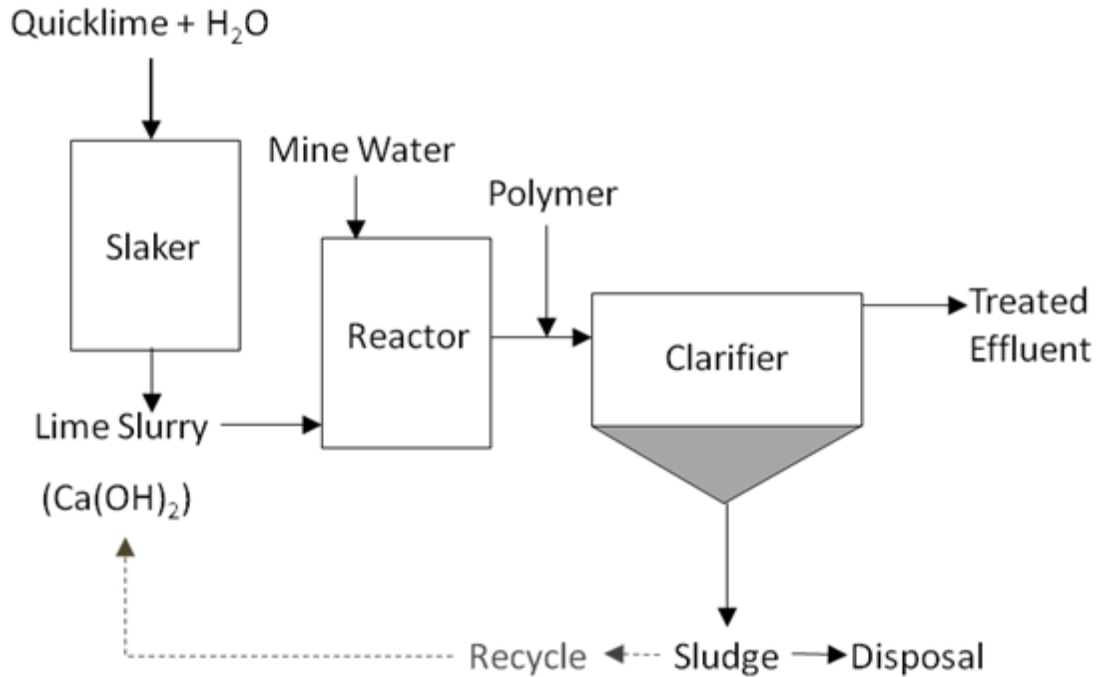 Quicklime + H₂O
Mine Water
Polymer
Slaker
Reactor
Treated
Effluent
Clarifier
Lime Slurry
(Ca(OH)₂)
Recycle
Sludge
Disposal